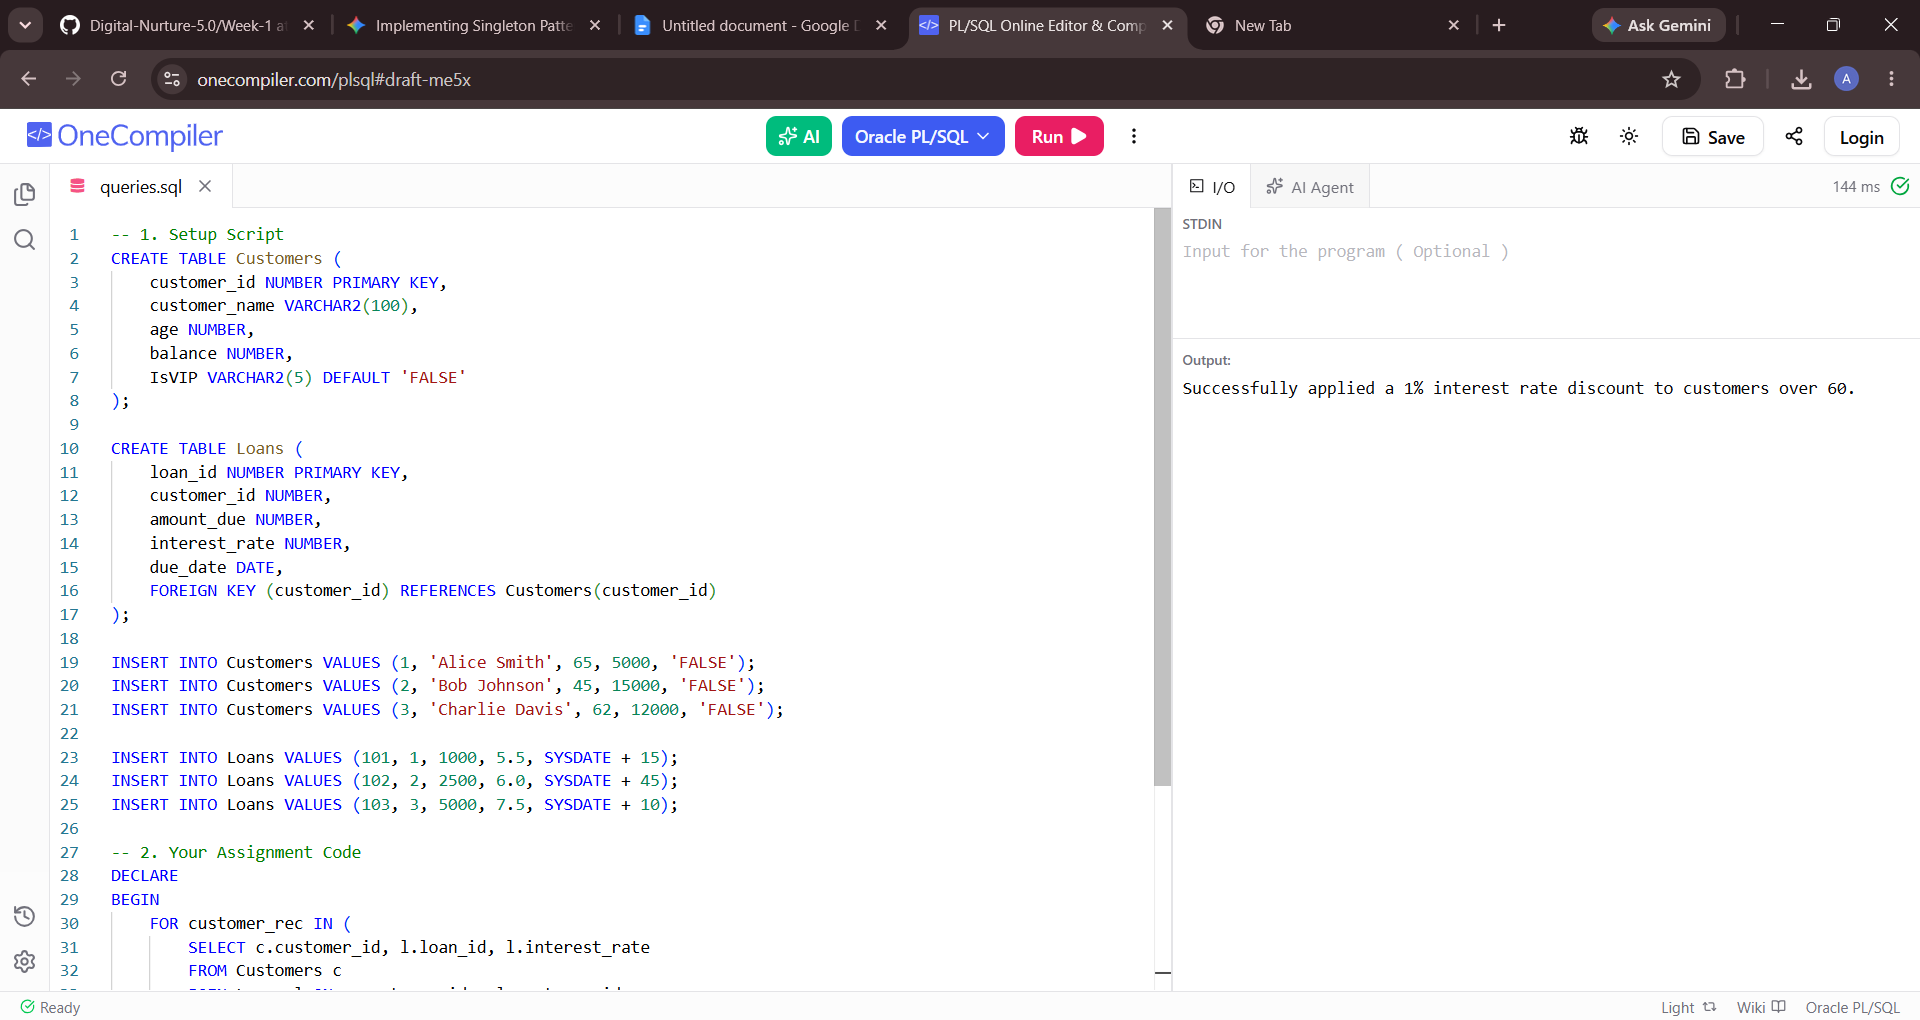 Digital-Nurture-5.0/Week-1 at
Implementing Singleton Patte
Untitled document - Google D
PL/SQL Online Editor & Comp
New Tab
Ask Gemini
onecompiler.com/plsql#draft-me5x
A
</> OneCompiler
AI
Oracle PL/SQL
Run
Save
Login
queries.sql
I/O
AI Agent
144 ms
STDIN
Input for the program ( Optional )
Output:
Successfully applied a 1% interest rate discount to customers over 60.
1 -- 1. Setup Script
2 CREATE TABLE Customers (
3 customer_id NUMBER PRIMARY KEY,
4 customer_name VARCHAR2(100),
5 age NUMBER,
6 balance NUMBER,
7 IsVIP VARCHAR2(5) DEFAULT 'FALSE'
8 );
9
10 CREATE TABLE Loans (
11 loan_id NUMBER PRIMARY KEY,
12 customer_id NUMBER,
13 amount_due NUMBER,
14 interest_rate NUMBER,
15 due_date DATE,
16 FOREIGN KEY (customer_id) REFERENCES Customers(customer_id)
17 );
18
19 INSERT INTO Customers VALUES (1, 'Alice Smith', 65, 5000, 'FALSE');
20 INSERT INTO Customers VALUES (2, 'Bob Johnson', 45, 15000, 'FALSE');
21 INSERT INTO Customers VALUES (3, 'Charlie Davis', 62, 12000, 'FALSE');
22
23 INSERT INTO Loans VALUES (101, 1, 1000, 5.5, SYSDATE + 15);
24 INSERT INTO Loans VALUES (102, 2, 2500, 6.0, SYSDATE + 45);
25 INSERT INTO Loans VALUES (103, 3, 5000, 7.5, SYSDATE + 10);
26
27 -- 2. Your Assignment Code
28 DECLARE
29 BEGIN
30 FOR customer_rec IN (
31 SELECT c.customer_id, l.loan_id, l.interest_rate
32 FROM Customers c
Ready
Light
Wiki
Oracle PL/SQL